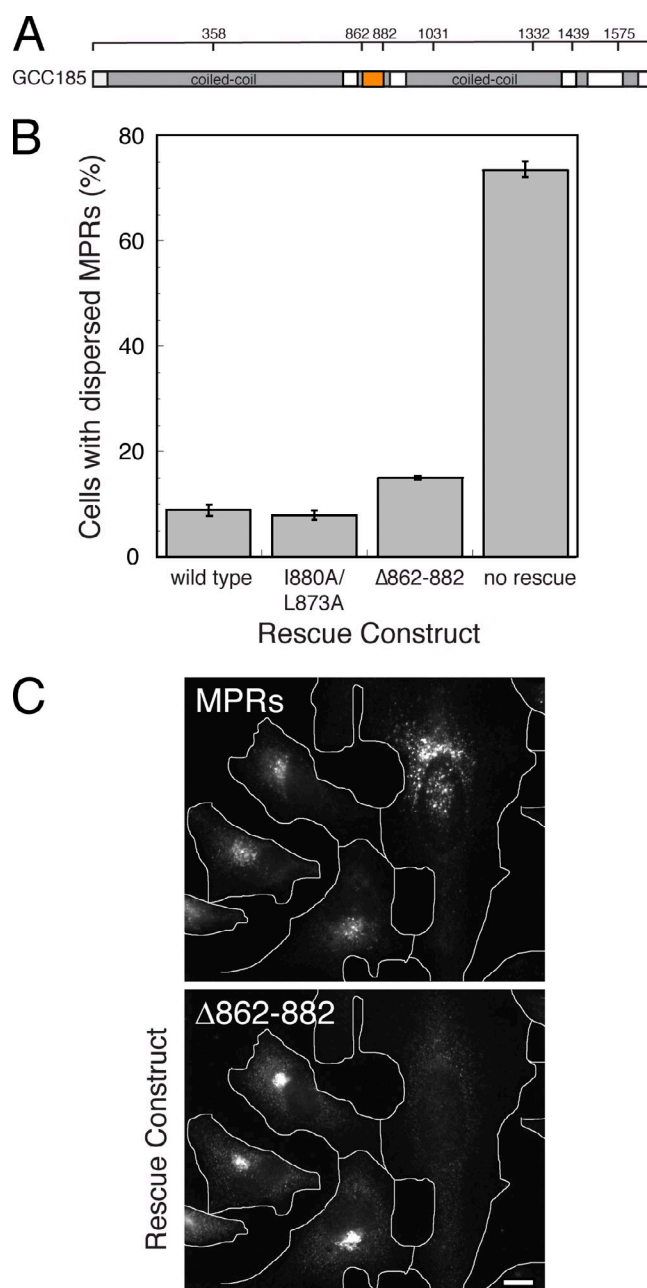 A
358 862 882 1031 1332 1439 1575
GCC185 coiled-coil coiled-coil
B
Cells with dispersed MPRs (%)
80
60
40
20
0
wild type I880A/ Δ862-882 no rescue
L873A
Rescue Construct
C
MPRs
Δ862-882
Rescue Construct